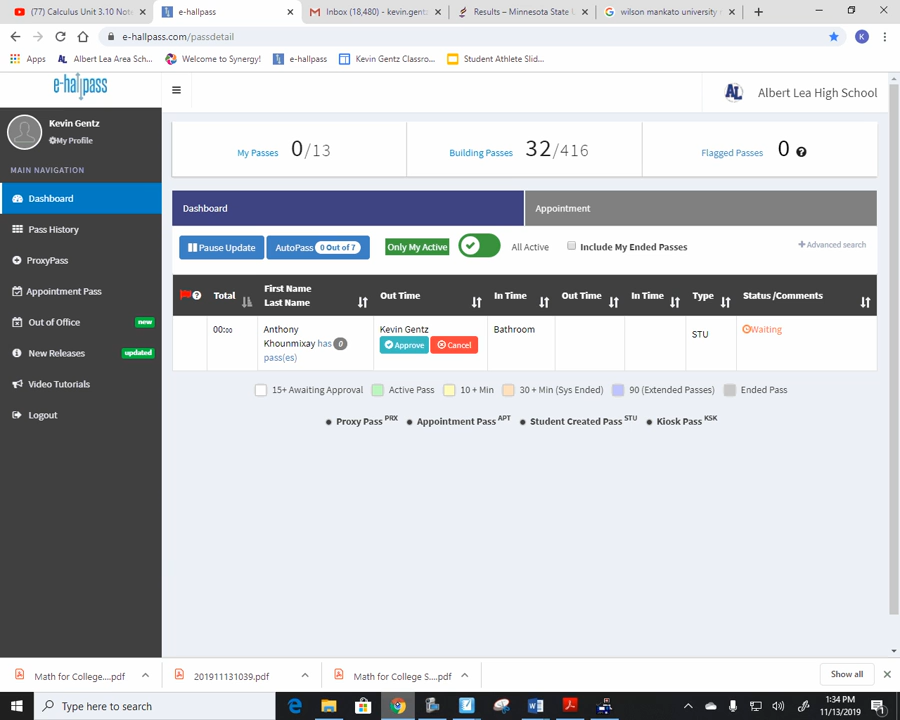 (77) Calculus Unit 3.10 Not
e-hallpass
Inbox (18,480) - kevin.gent
Results – Minnesota State
wilson mankato university
e-hallpass.com/passdetail
K
Apps
Albert Lea Area Sch...
Welcome to Synergy!
e-hallpass
Kevin Gentz Classro...
Student Athlete Slid...
e-hallpass
AL
Albert Lea High School
Kevin Gentz
My Profile
MAIN NAVIGATION
Dashboard
Pass History
ProxyPass
Appointment Pass
Out of Office new
New Releases updated
Video Tutorials
Logout
My Passes 0/13
Building Passes 32/416
Flagged Passes 0
Dashboard
Appointment
Pause Update
AutoPass 0 Out of 7
Only My Active
All Active
Include My Ended Passes
+Advanced search
Total
First Name
Last Name
Out Time
In Time
Out Time
In Time
Type
Status /Comments
00:20
Anthony
Khounmixay has 0
pass(es)
Kevin Gentz
Approve
Cancel
Bathroom
STU
Waiting
15+ Awaiting Approval
Active Pass
10 + Min
30 + Min (Sys Ended)
90 (Extended Passes)
Ended Pass
Proxy Pass PRX
Appointment Pass APT
Student Created Pass STU
Kiosk Pass KSK
Math for College....pdf
201911131039.pdf
Math for College S....pdf
Show all
Type here to search
1:34 PM
11/13/2019